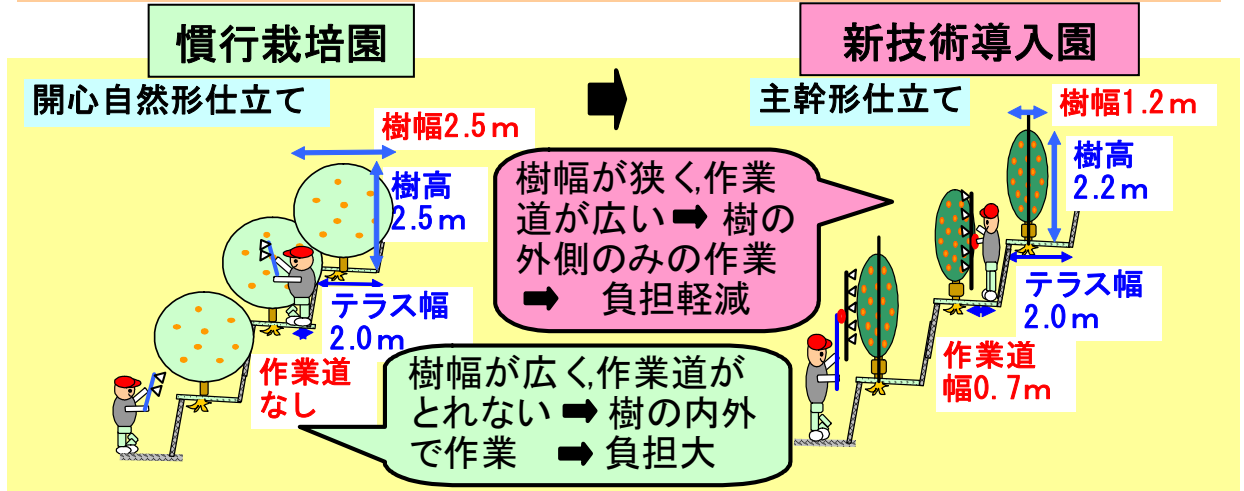 慣行栽培園
新技術導入園
開心自然形仕立て
主幹形仕立て
樹幅2.5m
樹高
2.5m
テラス幅
2.0m
作業道
なし
樹幅が狭く,作業
道が広い➡樹の
外側のみの作業
➡ 負担軽減
樹幅が広く,作業道が
とれない➡樹の内外
で作業 ➡負担大
樹幅1.2m
樹高
2.2m
テラス幅
2.0m
作業道
幅0.7m